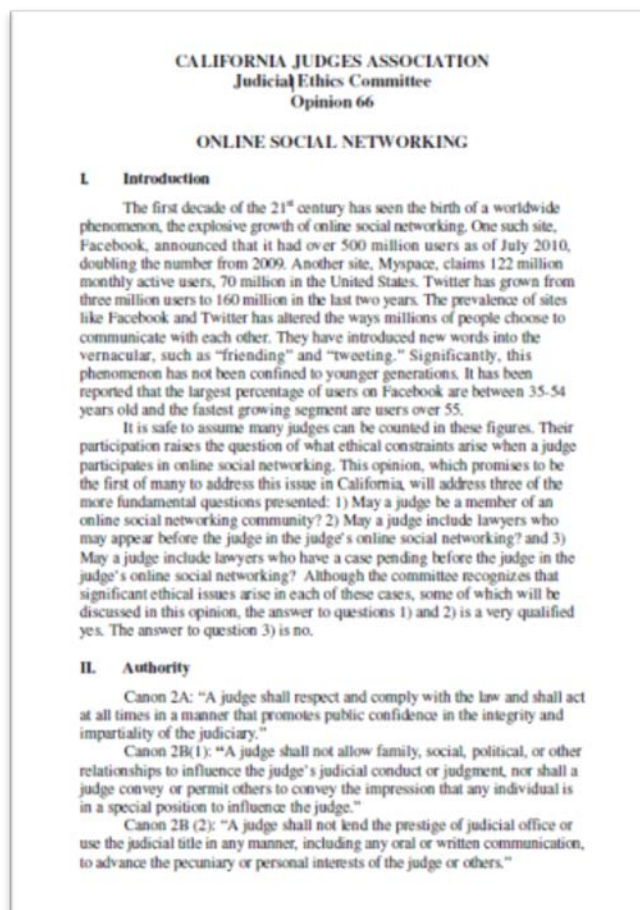 CALIFORNIA JUDGES ASSOCIATION
Judicial Ethics Committee
Opinion 66
ONLINE SOCIAL NETWORKING
I. Introduction
The first decade of the 21st century has seen the birth of a worldwide
phenomenon, the explosive growth of online social networking. One such site,
Facebook, announced that it had over 500 million users as of July 2010,
doubling the number from 2009. Another site, Myspace, claims 122 million
monthly active users, 70 million in the United States. Twitter has grown from
three million users to 160 million in the last two years. The prevalence of sites
like Facebook and Twitter has altered the ways millions of people choose to
communicate with each other. They have introduced new words into the
vernacular, such as “friending” and “tweeting.” Significantly, this
phenomenon has not been confined to younger generations. It has been
reported that the largest percentage of users on Facebook are between 35-54
years old and the fastest growing segment are users over 55.
It is safe to assume many judges can be counted in these figures. Their
participation raises the question of what ethical constraints arise when a judge
participates in online social networking. This opinion, which promises to be
the first of many to address this issue in California, will address three of the
more fundamental questions presented: 1) May a judge be a member of an
online social networking community? 2) May a judge include lawyers who
may appear before the judge in the judge’s online social networking? and 3)
May a judge include lawyers who have a case pending before the judge in the
judge’s online social networking? Although the committee recognizes that
significant ethical issues arise in each of these cases, some of which will be
discussed in this opinion, the answer to questions 1) and 2) is a very qualified
yes. The answer to question 3) is no.
II. Authority
Canon 2A: “A judge shall respect and comply with the law and shall act
at all times in a manner that promotes public confidence in the integrity and
impartiality of the judiciary.”
Canon 2B(1): “A judge shall not allow family, social, political, or other
relationships to influence the judge’s judicial conduct or judgment, nor shall a
judge convey or permit others to convey the impression that any individual is
in a special position to influence the judge.”
Canon 2B (2): “A judge shall not lend the prestige of judicial office or
use the judicial title in any manner, including any oral or written communication,
to advance the pecuniary or personal interests of the judge or others.”